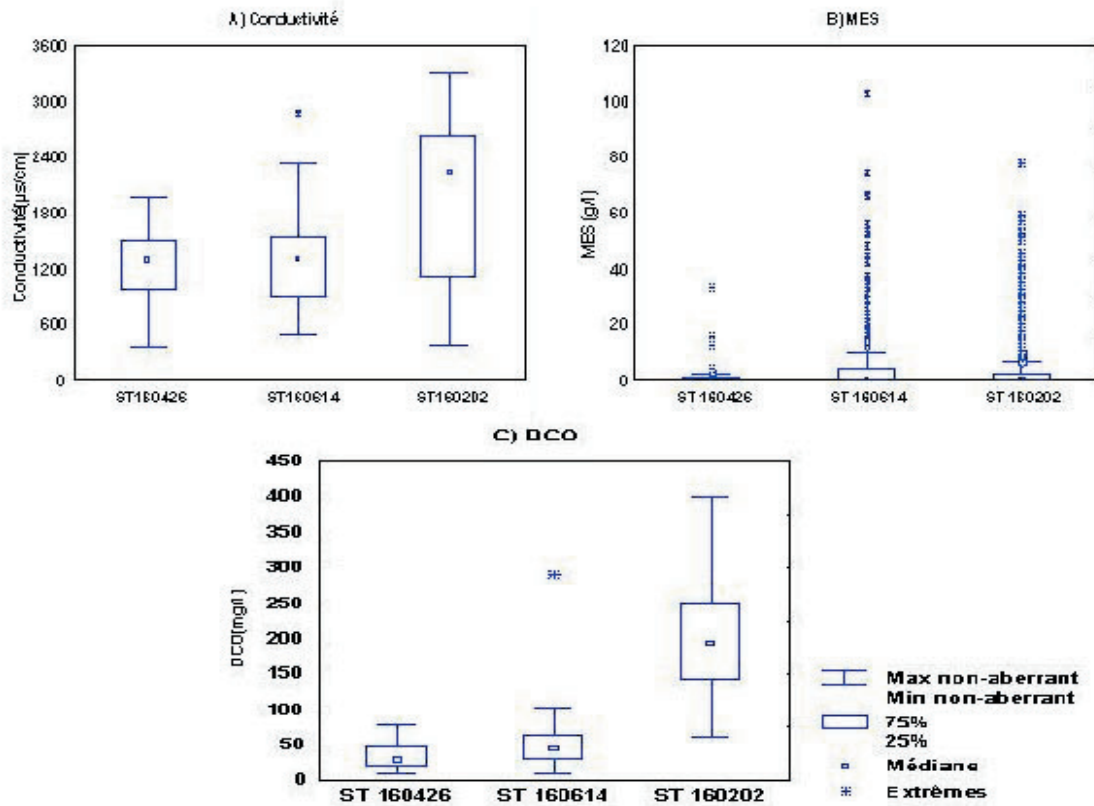 A) Conductivité
3600
3000
2400
1800
1200
600
0
Conductivité[µs/cm]
ST160426
ST160614
ST160202
B)MES
120
100
80
60
40
20
0
MES (g/l)
ST160426
ST160614
ST160202
C) DCO
450
400
350
300
250
200
150
100
50
0
DCO[mg/l]
ST 160426
ST 160614
ST 160202
Max non-aberrant
Min non-aberrant
75%
25%
Médiane
Extrêmes